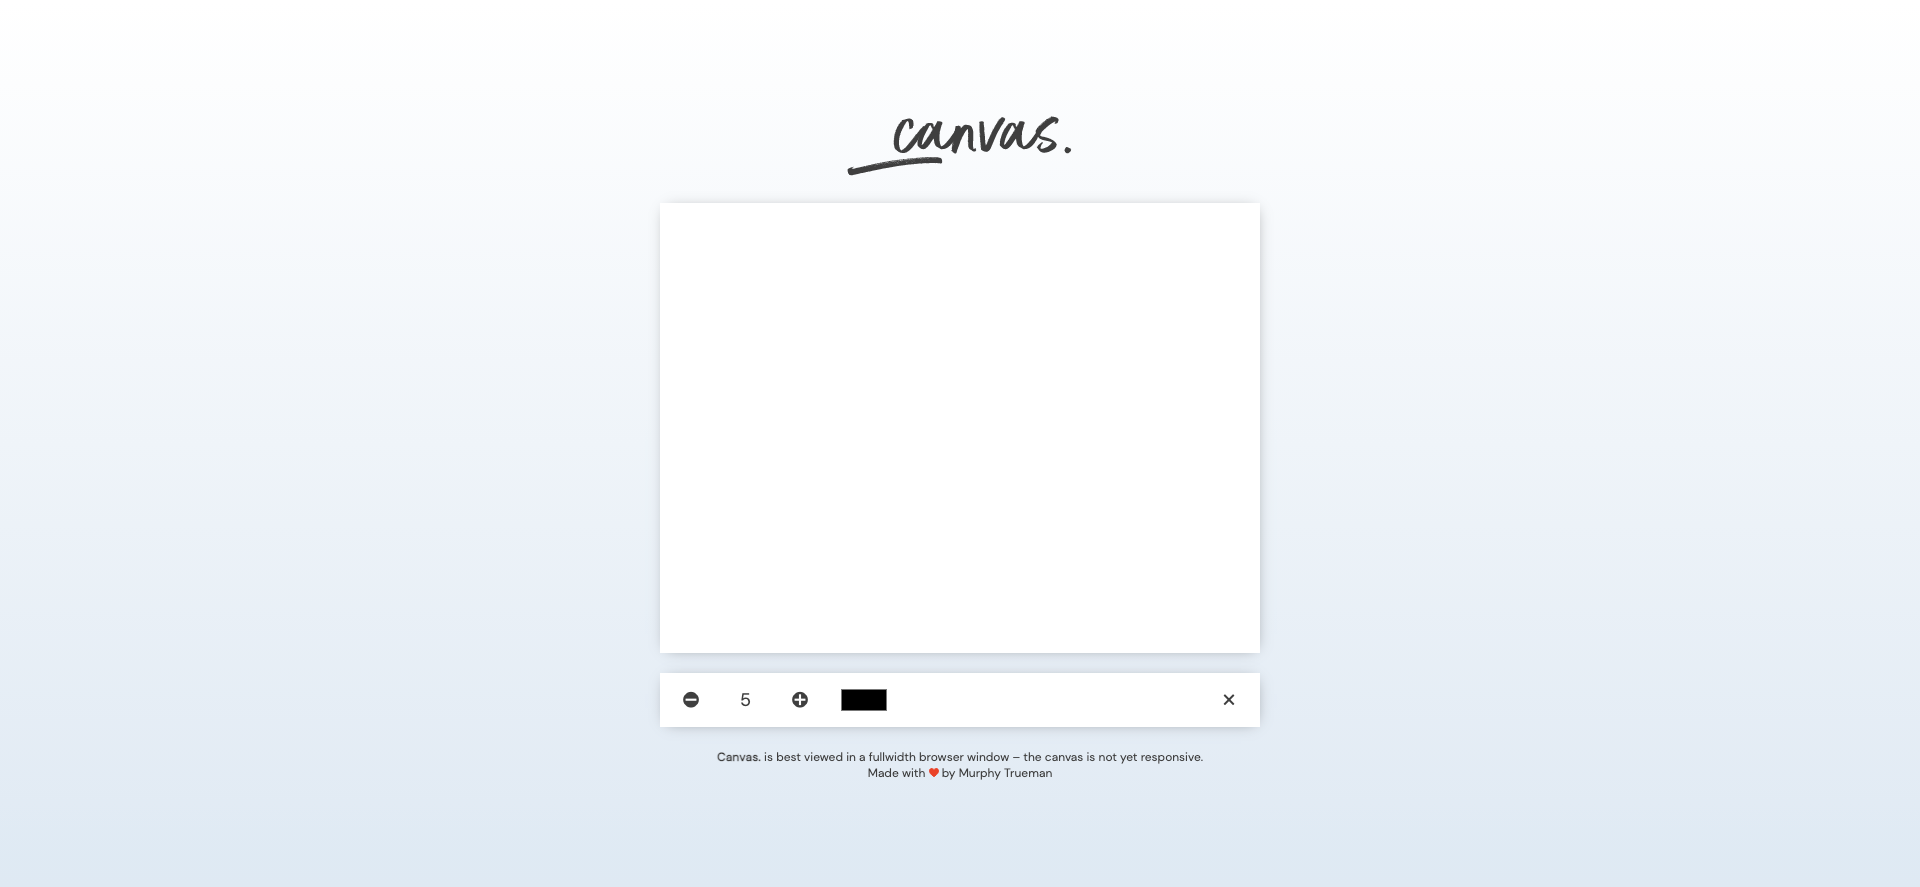 canvas.
5
Canvas. is best viewed in a fullwidth browser window – the canvas is not yet responsive.
Made with ❤ by Murphy Trueman